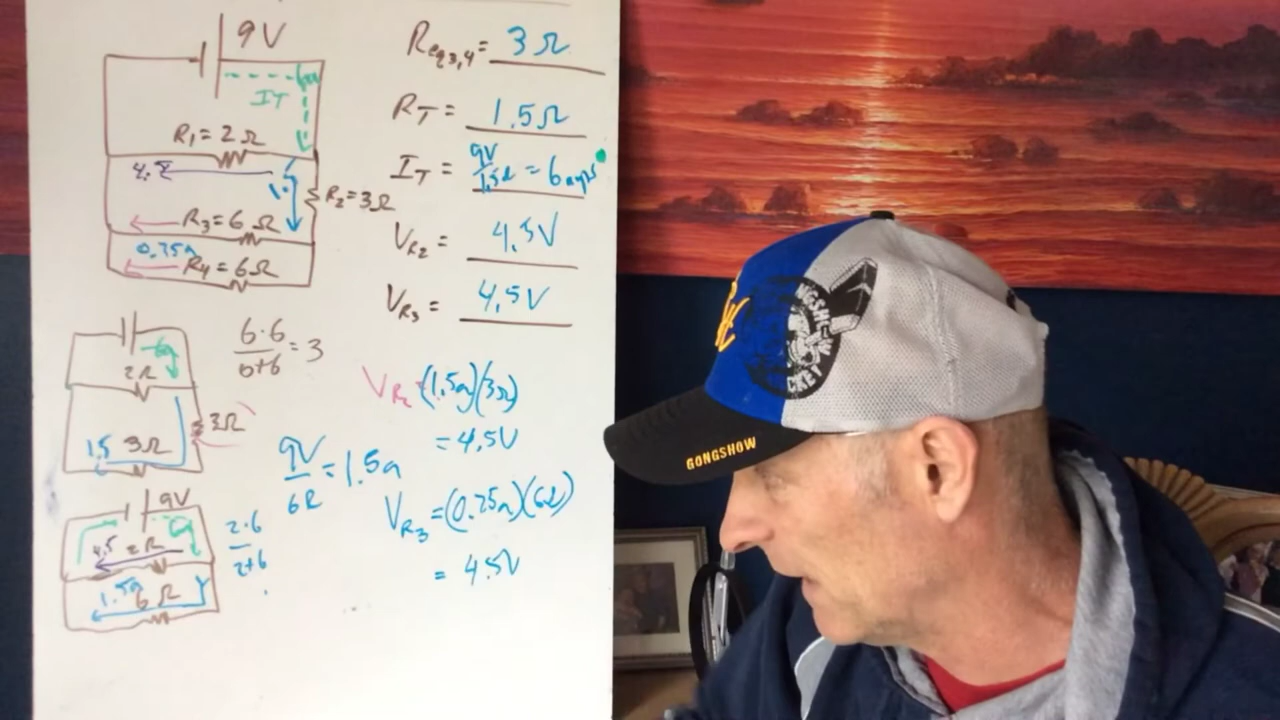 9V
IT
R1 = 2Ω
4.5
1.5
R2 = 3Ω
R3 = 6Ω
0.75a
R4 = 6Ω
Req3,4 = 3Ω
RT = 1.5Ω
IT = 9V/1.5Ω = 6amps
VR2 = 4.5V
VR3 = 4.5V
6a
2Ω
3Ω
1.5 3Ω
6·6/6+6 = 3
9V/6Ω = 1.5a
VR2 = (1.5a)(3Ω)
= 4.5V
VR3 = (0.75a)(6Ω)
= 4.5V
9V
6a
4.5 2Ω
1.5a 6Ω
2·6/2+6
GONGSHOW